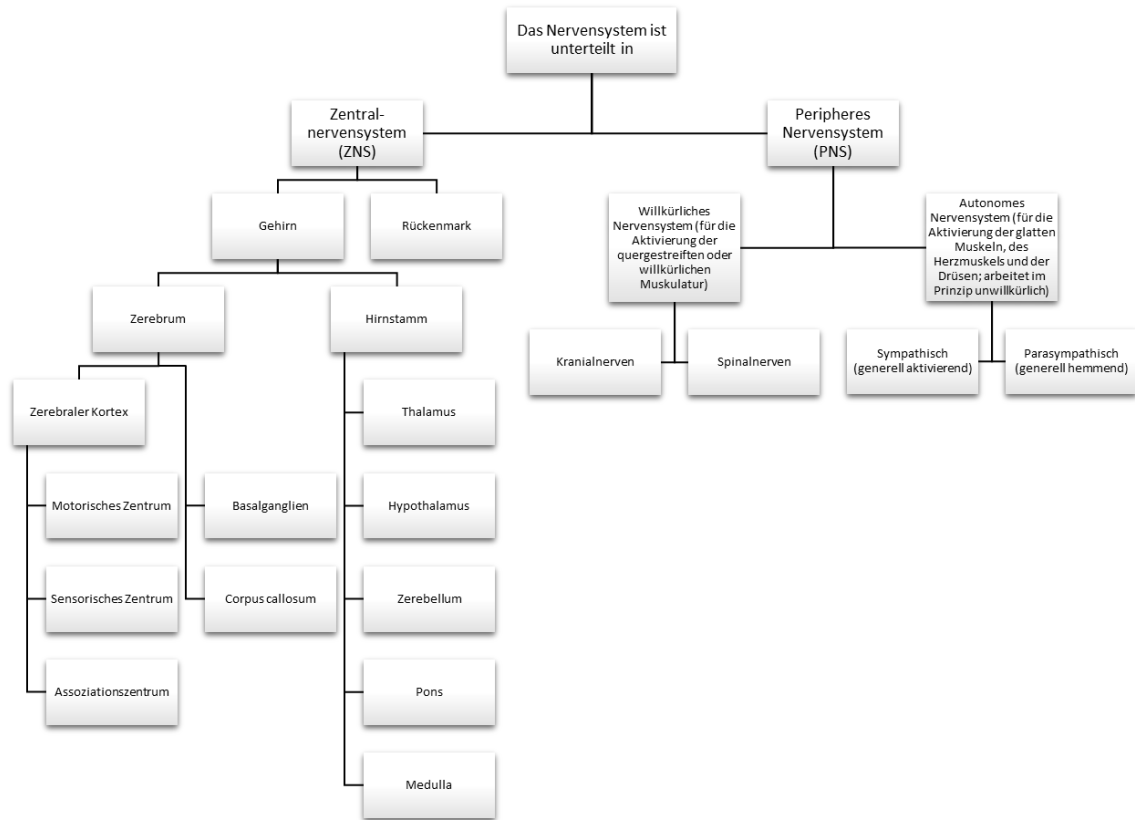 Das Nervensystem ist
unterteilt in
Zentral-
nervensystem
(ZNS)
Peripheres
Nervensystem
(PNS)
Gehirn
Rückenmark
Willkürliches
Nervensystem (für die
Aktivierung der
quergestreiften oder
willkürlichen
Muskulatur)
Autonomes
Nervensystem (für die
Aktivierung der glatten
Muskeln, des
Herzmuskels und der
Drüsen; arbeitet im
Prinzip unwillkürlich)
Zerebrum
Hirnstamm
Kranialnerven
Spinalnerven
Sympathisch
(generell aktivierend)
Parasympathisch
(generell hemmend)
Zerebraler Kortex
Thalamus
Motorisches Zentrum
Basalganglien
Hypothalamus
Sensorisches Zentrum
Corpus callosum
Zerebellum
Assoziationszentrum
Pons
Medulla